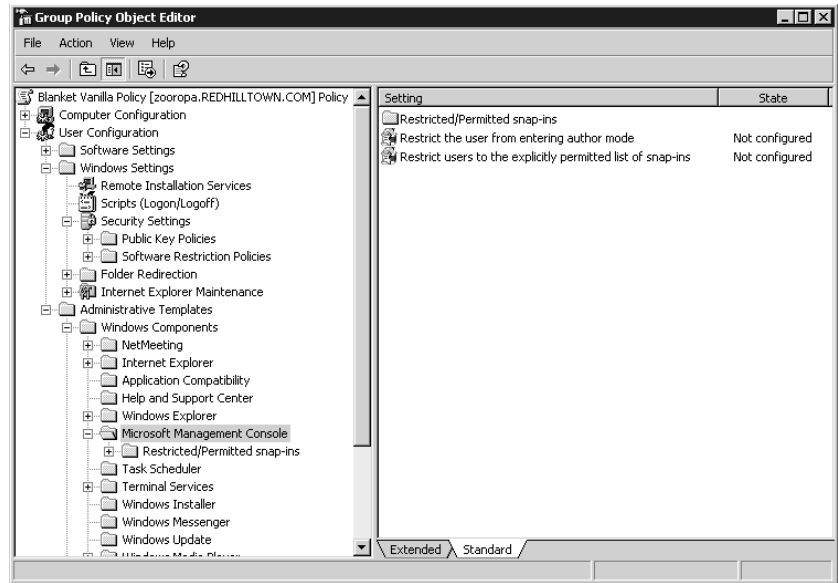 Group Policy Object Editor
File Action View Help
Blanket Vanilla Policy [zooropa.REDHILLTOWN.COM] Policy
Computer Configuration
User Configuration
Software Settings
Windows Settings
Remote Installation Services
Scripts (Logon/Logoff)
Security Settings
Public Key Policies
Software Restriction Policies
Folder Redirection
Internet Explorer Maintenance
Administrative Templates
Windows Components
NetMeeting
Internet Explorer
Application Compatibility
Help and Support Center
Windows Explorer
Microsoft Management Console
Restricted/Permitted snap-ins
Task Scheduler
Terminal Services
Windows Installer
Windows Messenger
Windows Update
Windows Media Player
Setting State
Restricted/Permitted snap-ins
Restrict the user from entering author mode Not configured
Restrict users to the explicitly permitted list of snap-ins Not configured
Extended Standard